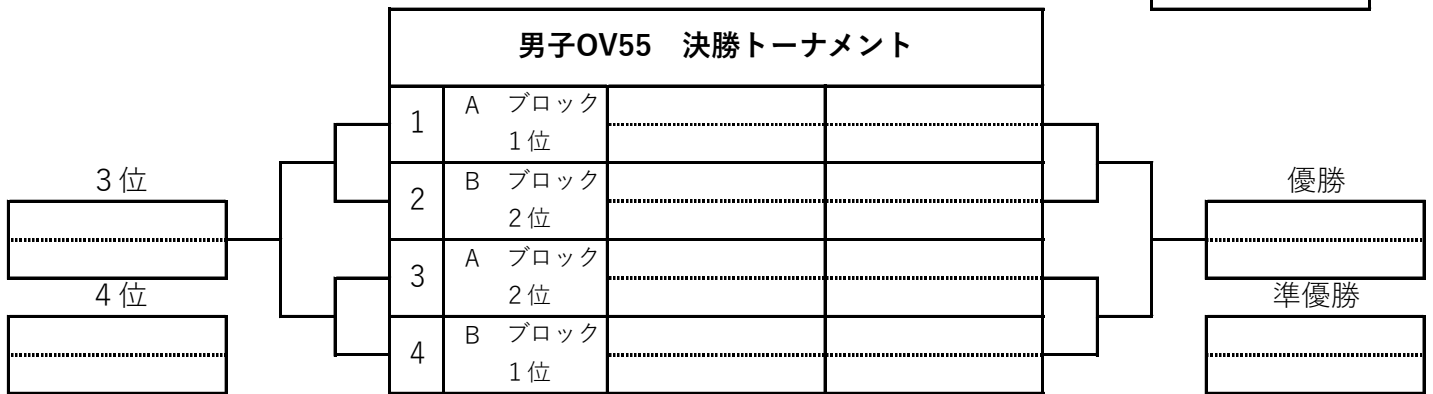 男子OV55　決勝トーナメント
1 A ブロック
1位
2 B ブロック
2位
3 A ブロック
2位
4 B ブロック
1位
3位
4位
優勝
準優勝